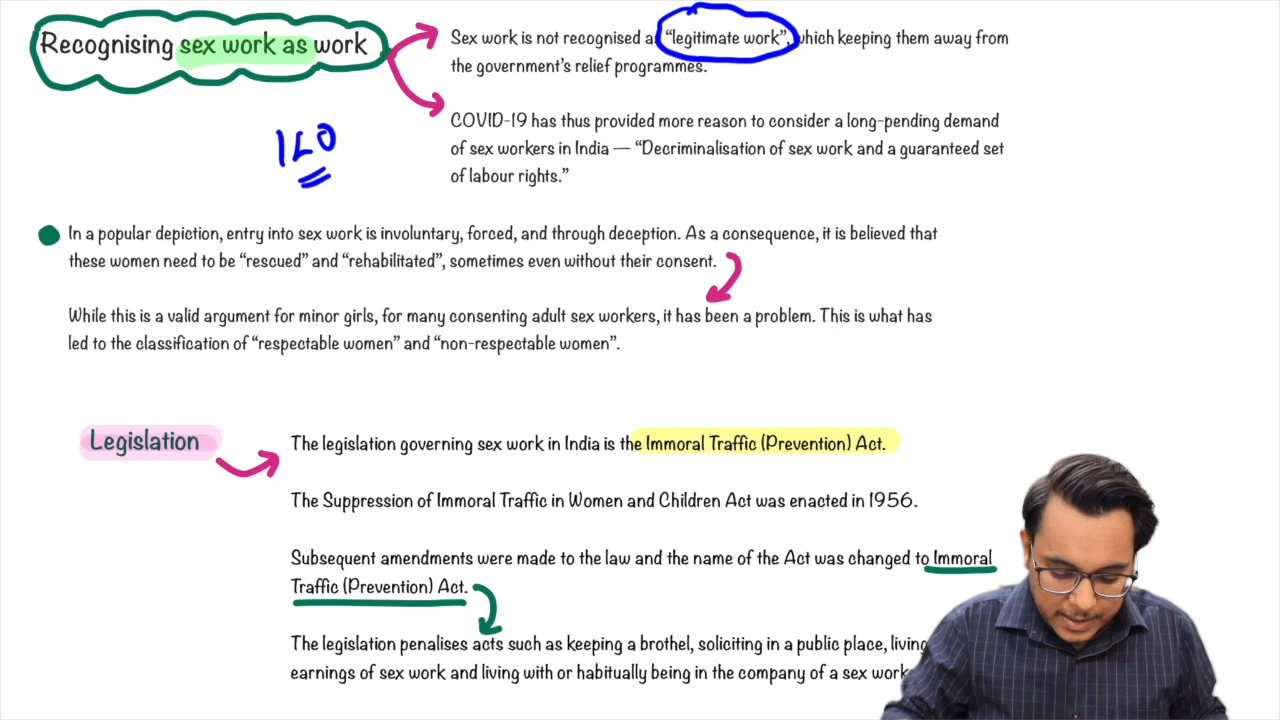 Recognising sex work as work
Sex work is not recognised as "legitimate work", which keeping them away from
the government's relief programmes.
COVID-19 has thus provided more reason to consider a long-pending demand
of sex workers in India — "Decriminalisation of sex work and a guaranteed set
of labour rights."
ILO
In a popular depiction, entry into sex work is involuntary, forced, and through deception. As a consequence, it is believed that
these women need to be "rescued" and "rehabilitated", sometimes even without their consent.
While this is a valid argument for minor girls, for many consenting adult sex workers, it has been a problem. This is what has
led to the classification of "respectable women" and "non-respectable women".
Legislation
The legislation governing sex work in India is the Immoral Traffic (Prevention) Act.
The Suppression of Immoral Traffic in Women and Children Act was enacted in 1956.
Subsequent amendments were made to the law and the name of the Act was changed to Immoral
Traffic (Prevention) Act.
The legislation penalises acts such as keeping a brothel, soliciting in a public place, living
earnings of sex work and living with or habitually being in the company of a sex work